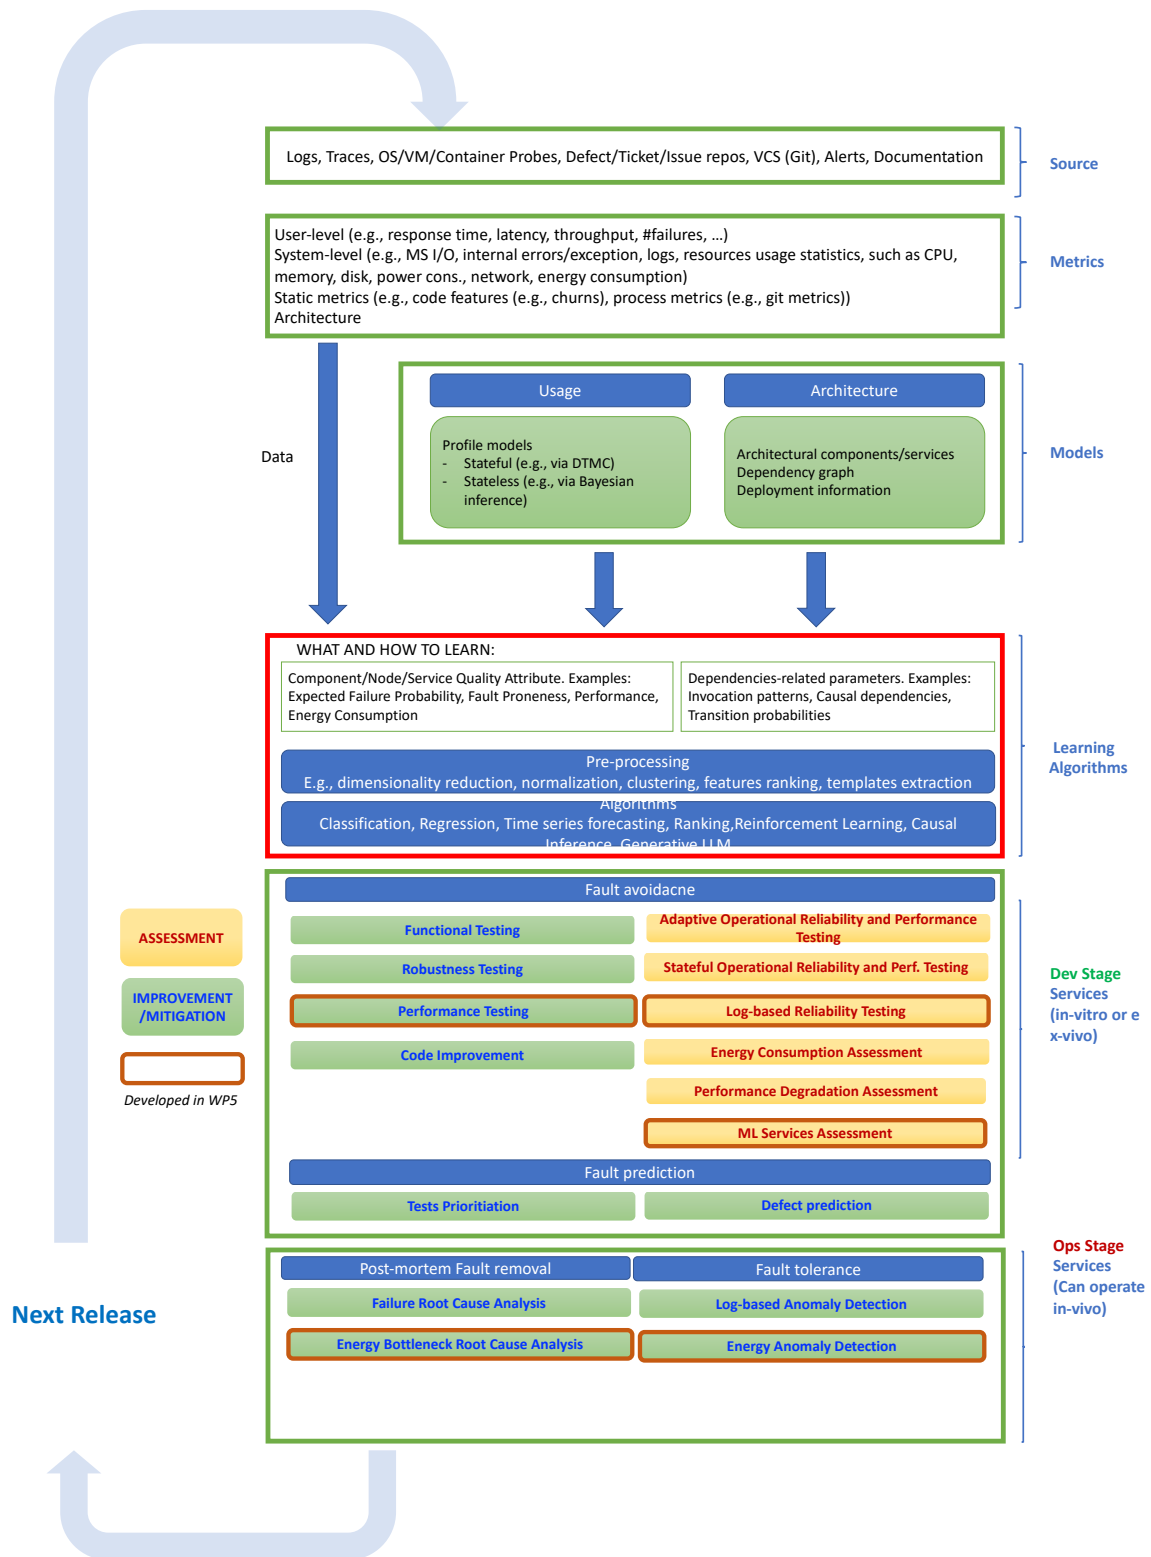 Logs, Traces, OS/VM/Container Probes, Defect/Ticket/Issue repos, VCS (Git), Alerts, Documentation
Source
User-level (e.g., response time, latency, throughput, #failures, ...)
System-level (e.g., MS I/O, internal errors/exception, logs, resources usage statistics, such as CPU,
memory, disk, power cons., network, energy consumption)
Static metrics (e.g., code features (e.g., churns), process metrics (e.g., git metrics))
Architecture
Metrics
Usage
Architecture
Profile models
- Stateful (e.g., via DTMC)
- Stateless (e.g., via Bayesian
inference)
Architectural components/services
Dependency graph
Deployment information
Models
Data
WHAT AND HOW TO LEARN:
Component/Node/Service Quality Attribute. Examples:
Expected Failure Probability, Fault Proneness, Performance,
Energy Consumption
Dependencies-related parameters. Examples:
Invocation patterns, Causal dependencies,
Transition probabilities
Pre-processing
E.g., dimensionality reduction, normalization, clustering, features ranking, templates extraction
Algorithms
Classification, Regression, Time series forecasting, Ranking,Reinforcement Learning, Causal
Inference, Generative LLM
Learning
Algorithms
Fault avoidacne
Functional Testing
Robustness Testing
Performance Testing
Code Improvement
Adaptive Operational Reliability and Performance
Testing
Stateful Operational Reliability and Perf. Testing
Log-based Reliability Testing
Energy Consumption Assessment
Performance Degradation Assessment
ML Services Assessment
ASSESSMENT
IMPROVEMENT
/MITIGATION
Developed in WP5
Dev Stage
Services
(in-vitro or e
x-vivo)
Fault prediction
Tests Prioritiation
Defect prediction
Post-mortem Fault removal
Fault tolerance
Failure Root Cause Analysis
Log-based Anomaly Detection
Energy Bottleneck Root Cause Analysis
Energy Anomaly Detection
Ops Stage
Services
(Can operate
in-vivo)
Next Release